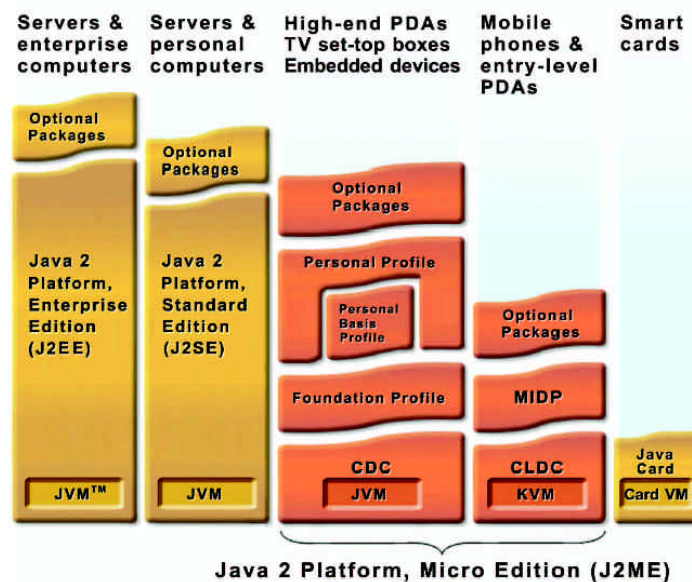 Servers &
enterprise
computers
Servers &
personal
computers
High-end PDAs
TV set-top boxes
Embedded devices
Mobile
phones &
entry-level
PDAs
Smart
cards
Optional
Packages
Java 2
Platform,
Enterprise
Edition
(J2EE)
JVM™
Optional
Packages
Java 2
Platform,
Standard
Edition
(J2SE)
JVM
Optional
Packages
Personal Profile
Personal
Basis
Profile
Foundation Profile
CDC
JVM
Optional
Packages
MIDP
CLDC
KVM
Java
Card
Card VM
Java 2 Platform, Micro Edition (J2ME)